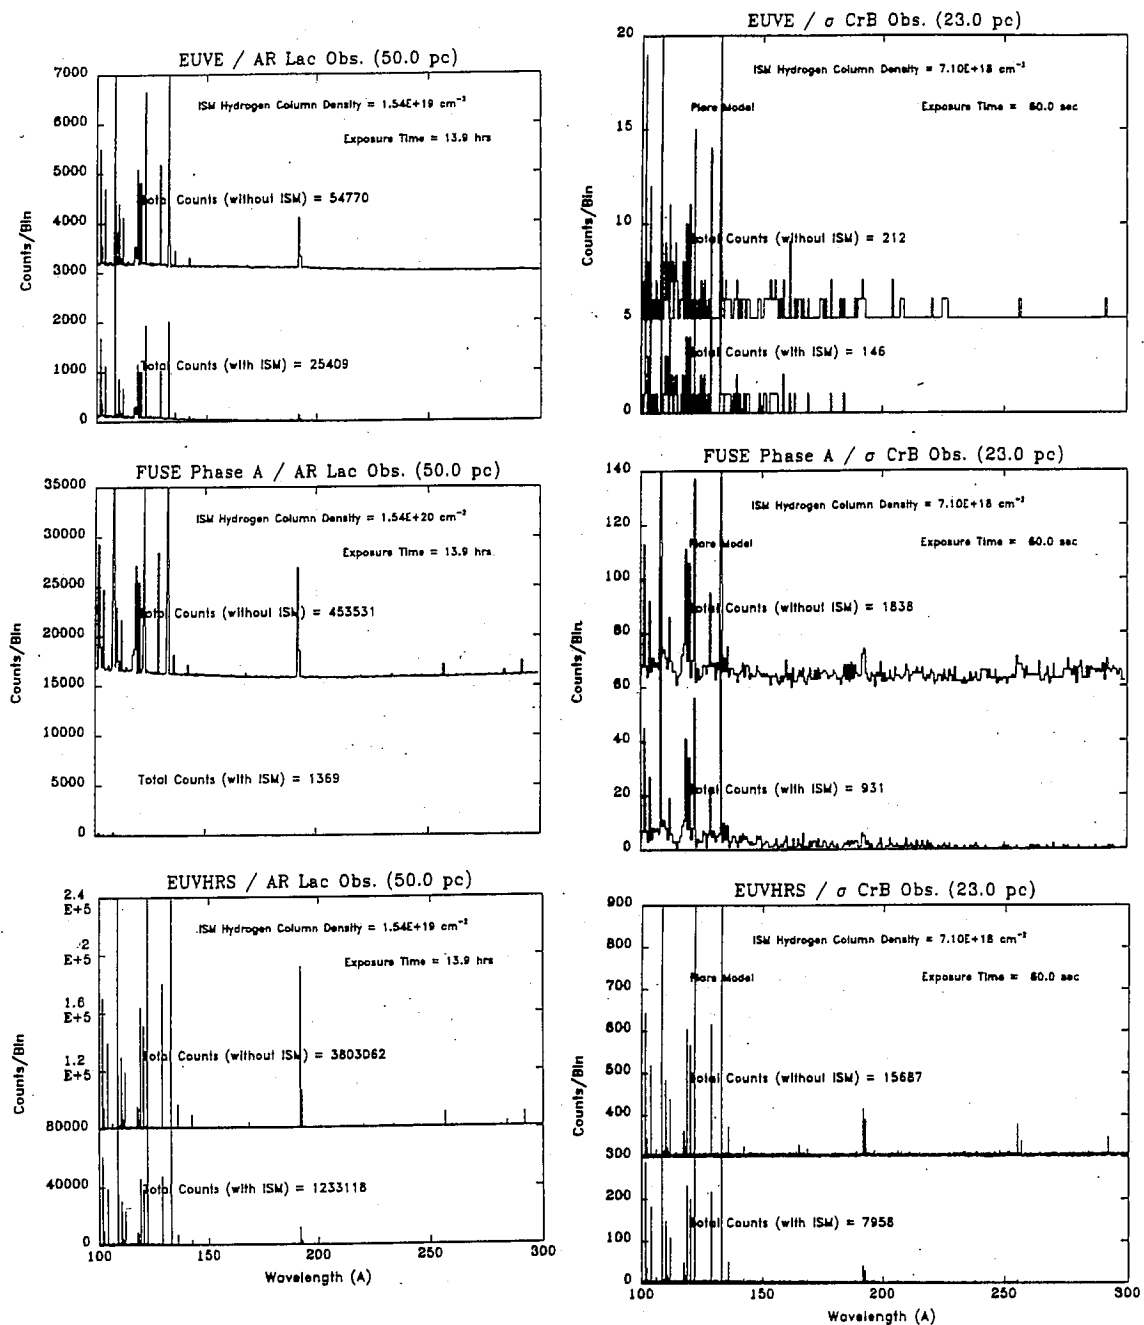 EUVE / AR Lac Obs. (50.0 pc)
7000
6000
5000
4000
3000
2000
1000
0
Counts/Bin
ISM Hydrogen Column Density = 1.54E+19 cm⁻²
Exposure Time = 13.9 hrs
Total Counts (without ISM) = 54770
Total Counts (with ISM) = 25409
FUSE Phase A / AR Lac Obs. (50.0 pc)
35000
30000
25000
20000
15000
10000
5000
0
Counts/Bin
ISM Hydrogen Column Density = 1.54E+20 cm⁻²
Exposure Time = 13.9 hrs
Total Counts (without ISM) = 453531
Total Counts (with ISM) = 1369
EUVHRS / AR Lac Obs. (50.0 pc)
2.4
E+5
2
E+5
1.6
E+5
1.2
E+5
80000
40000
0
Counts/Bin
ISM Hydrogen Column Density = 1.54E+19 cm⁻²
Exposure Time = 13.9 hrs
Total Counts (without ISM) = 3803062
Total Counts (with ISM) = 1233118
100 150 200 250 300
Wavelength (A)
EUVE / σ CrB Obs. (23.0 pc)
20
15
10
5
0
Counts/Bin
ISM Hydrogen Column Density = 7.10E+18 cm⁻²
Flare Model Exposure Time = 60.0 sec
Total Counts (without ISM) = 212
Total Counts (with ISM) = 146
0 200
FUSE Phase A / σ CrB Obs. (23.0 pc)
140
120
100
80
60
40
20
0
Counts/Bin
ISM Hydrogen Column Density = 7.10E+18 cm⁻²
Flare Model Exposure Time = 60.0 sec
Total Counts (without ISM) = 1838
Total Counts (with ISM) = 931
EUVHRS / σ CrB Obs. (23.0 pc)
900
800
700
600
500
400
300
200
100
0
Counts/Bin
ISM Hydrogen Column Density = 7.10E+18 cm⁻²
Flare Model Exposure Time = 60.0 sec
Total Counts (without ISM) = 15687
Total Counts (with ISM) = 7958
100 150 200 250 300
Wavelength (A)